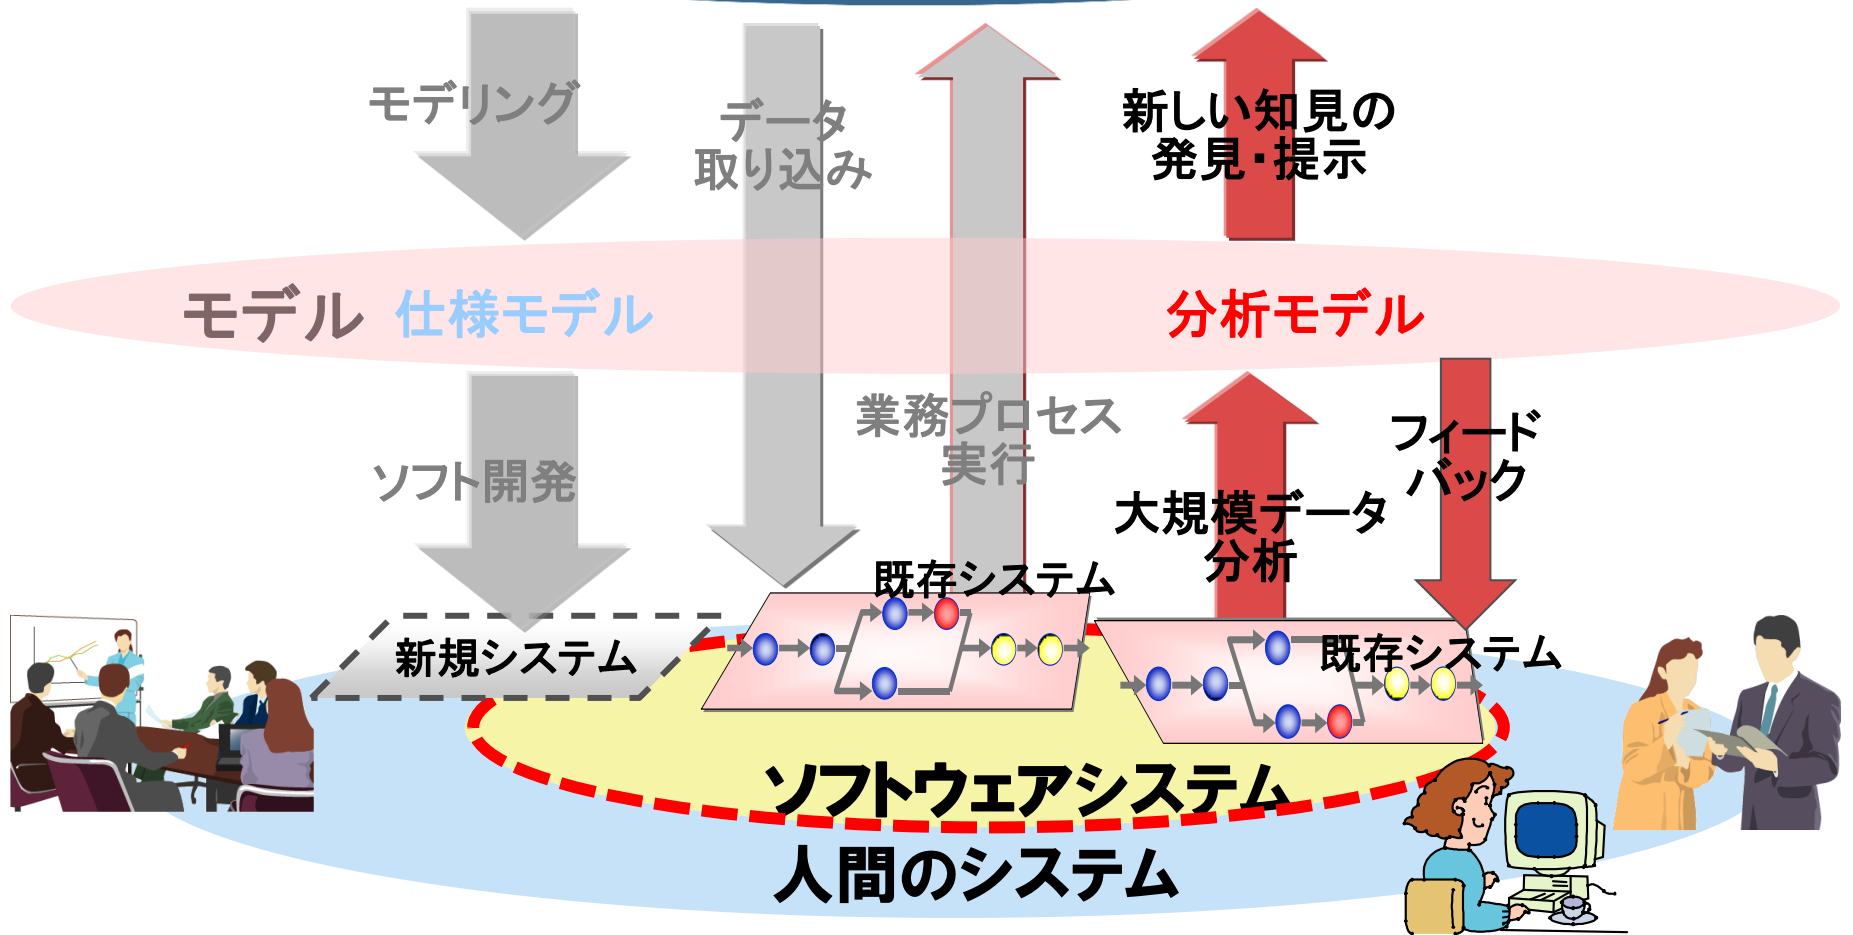 モデリング
データ
取り込み
新しい知見の
発見・提示
モデル
仕様モデル
分析モデル
業務プロセス
実行
フィード
バック
ソフト開発
大規模データ
分析
既存システム
新規システム
既存システム
ソフトウェアシステム
人間のシステム